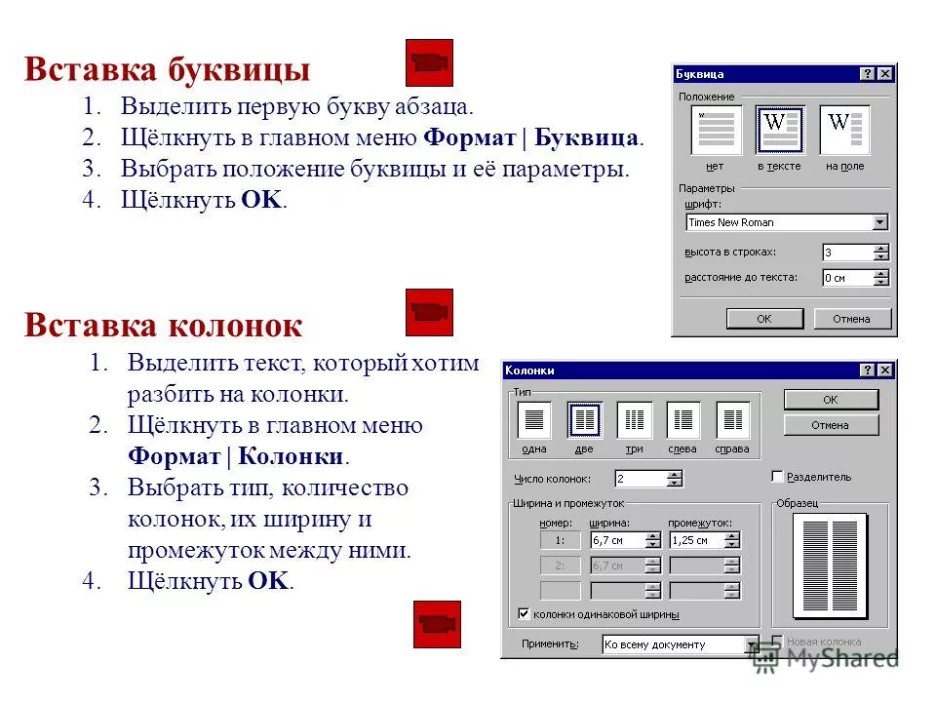 Вставка буквицы
1. Выделить первую букву абзаца.
2. Щёлкнуть в главном меню Формат | Буквица.
3. Выбрать положение буквицы и её параметры.
4. Щёлкнуть OK.
Буквица
Положение
нет в тексте на поле
Параметры
шрифт:
Times New Roman
высота в строках: 3
расстояние до текста: 0 см
OK Отмена
Вставка колонок
1. Выделить текст, который хотим
разбить на колонки.
2. Щёлкнуть в главном меню
Формат | Колонки.
3. Выбрать тип, количество
колонок, их ширину и
промежуток между ними.
4. Щёлкнуть OK.
Колонки
Тип
одна две три слева справа
OK
Отмена
Число колонок: 2
Разделитель
Ширина и промежуток
номер: ширина: промежуток:
1: 6,7 см 1,25 см
2: 6,7 см
колонки одинаковой ширины
Образец
Применить: Ко всему документу
Новая колонка
MyShared